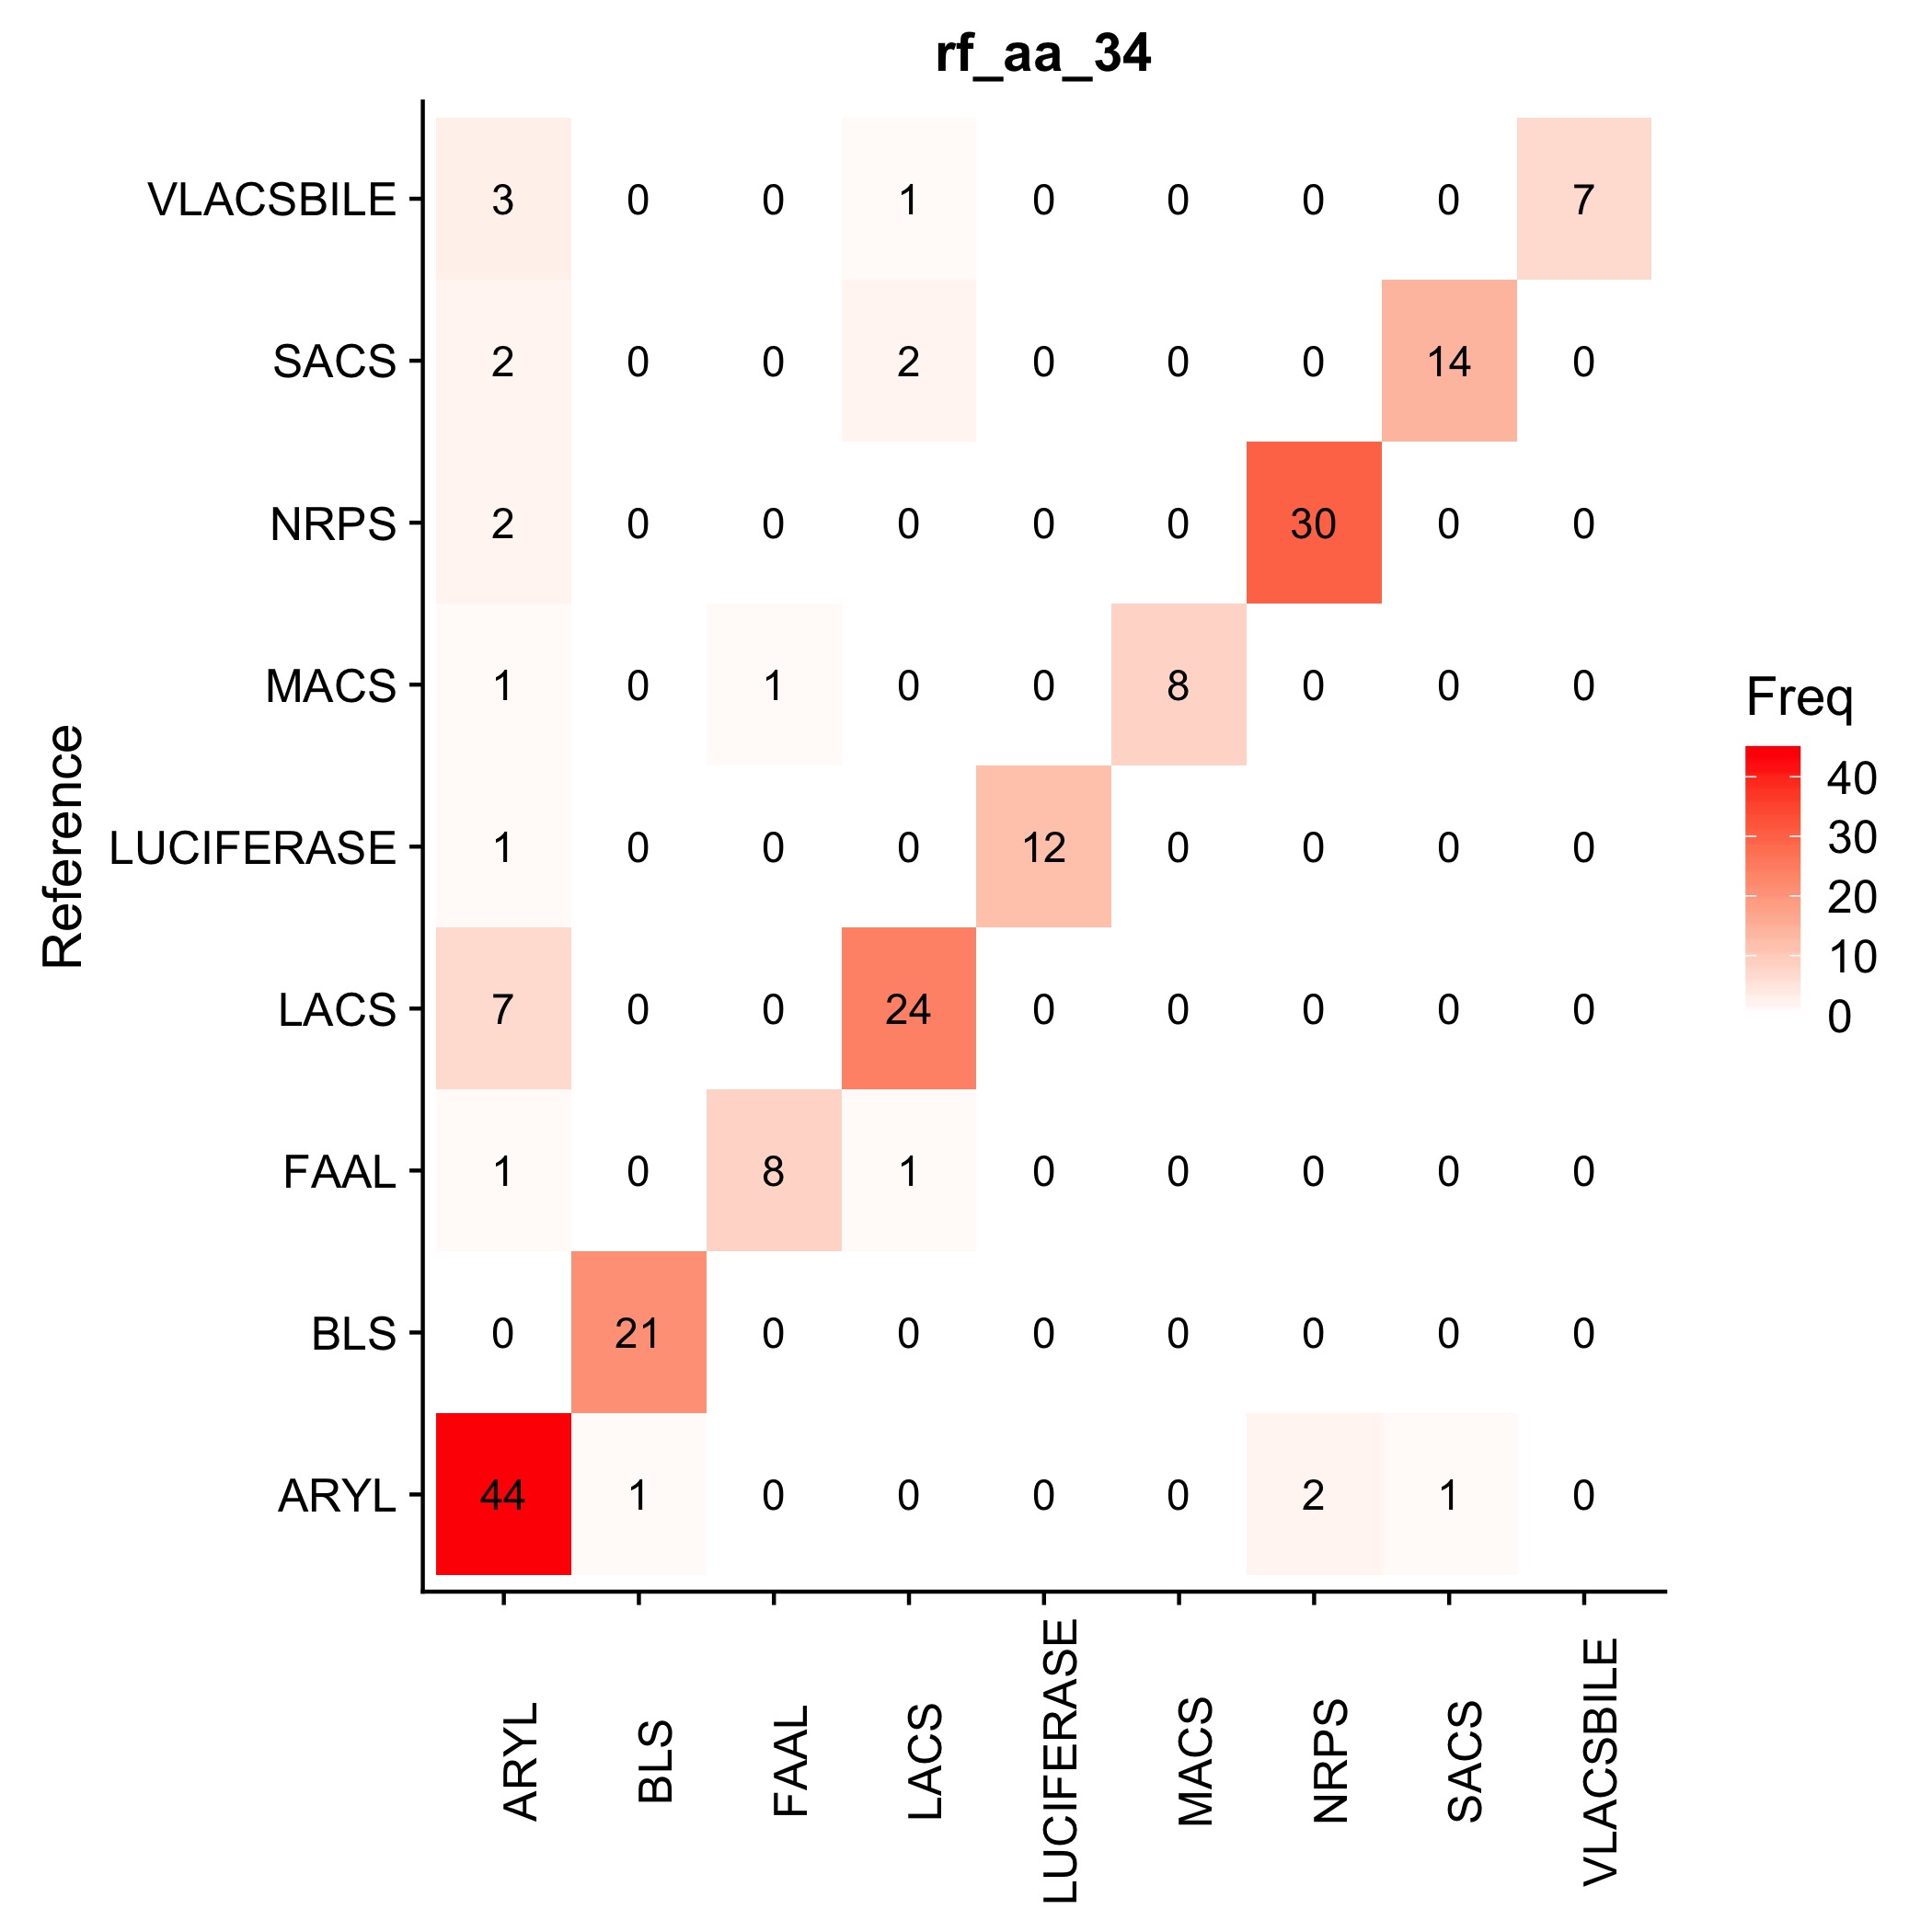 rf_aa_34
VLACSBILE 3 0 0 1 0 0 0 0 7
SACS 2 0 0 2 0 0 0 14 0
NRPS 2 0 0 0 0 0 30 0 0
MACS 1 0 1 0 0 8 0 0 0
LUCIFERASE 1 0 0 0 12 0 0 0 0
LACS 7 0 0 24 0 0 0 0 0
FAAL 1 0 8 1 0 0 0 0 0
BLS 0 21 0 0 0 0 0 0 0
ARYL 44 1 0 0 0 0 2 1 0
Reference
ARYL BLS FAAL LACS LUCIFERASE MACS NRPS SACS VLACSBILE
Freq
40
30
20
10
0